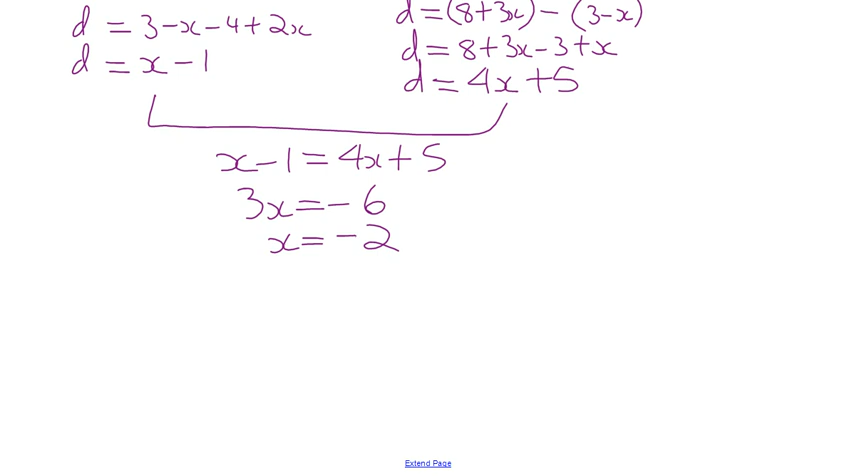 d = 3 - x - 4 + 2x
d = x - 1
d = (8 + 3x) - (3 - x)
d = 8 + 3x - 3 + x
d = 4x + 5
x - 1 = 4x + 5
3x = - 6
x = - 2
Extend Page